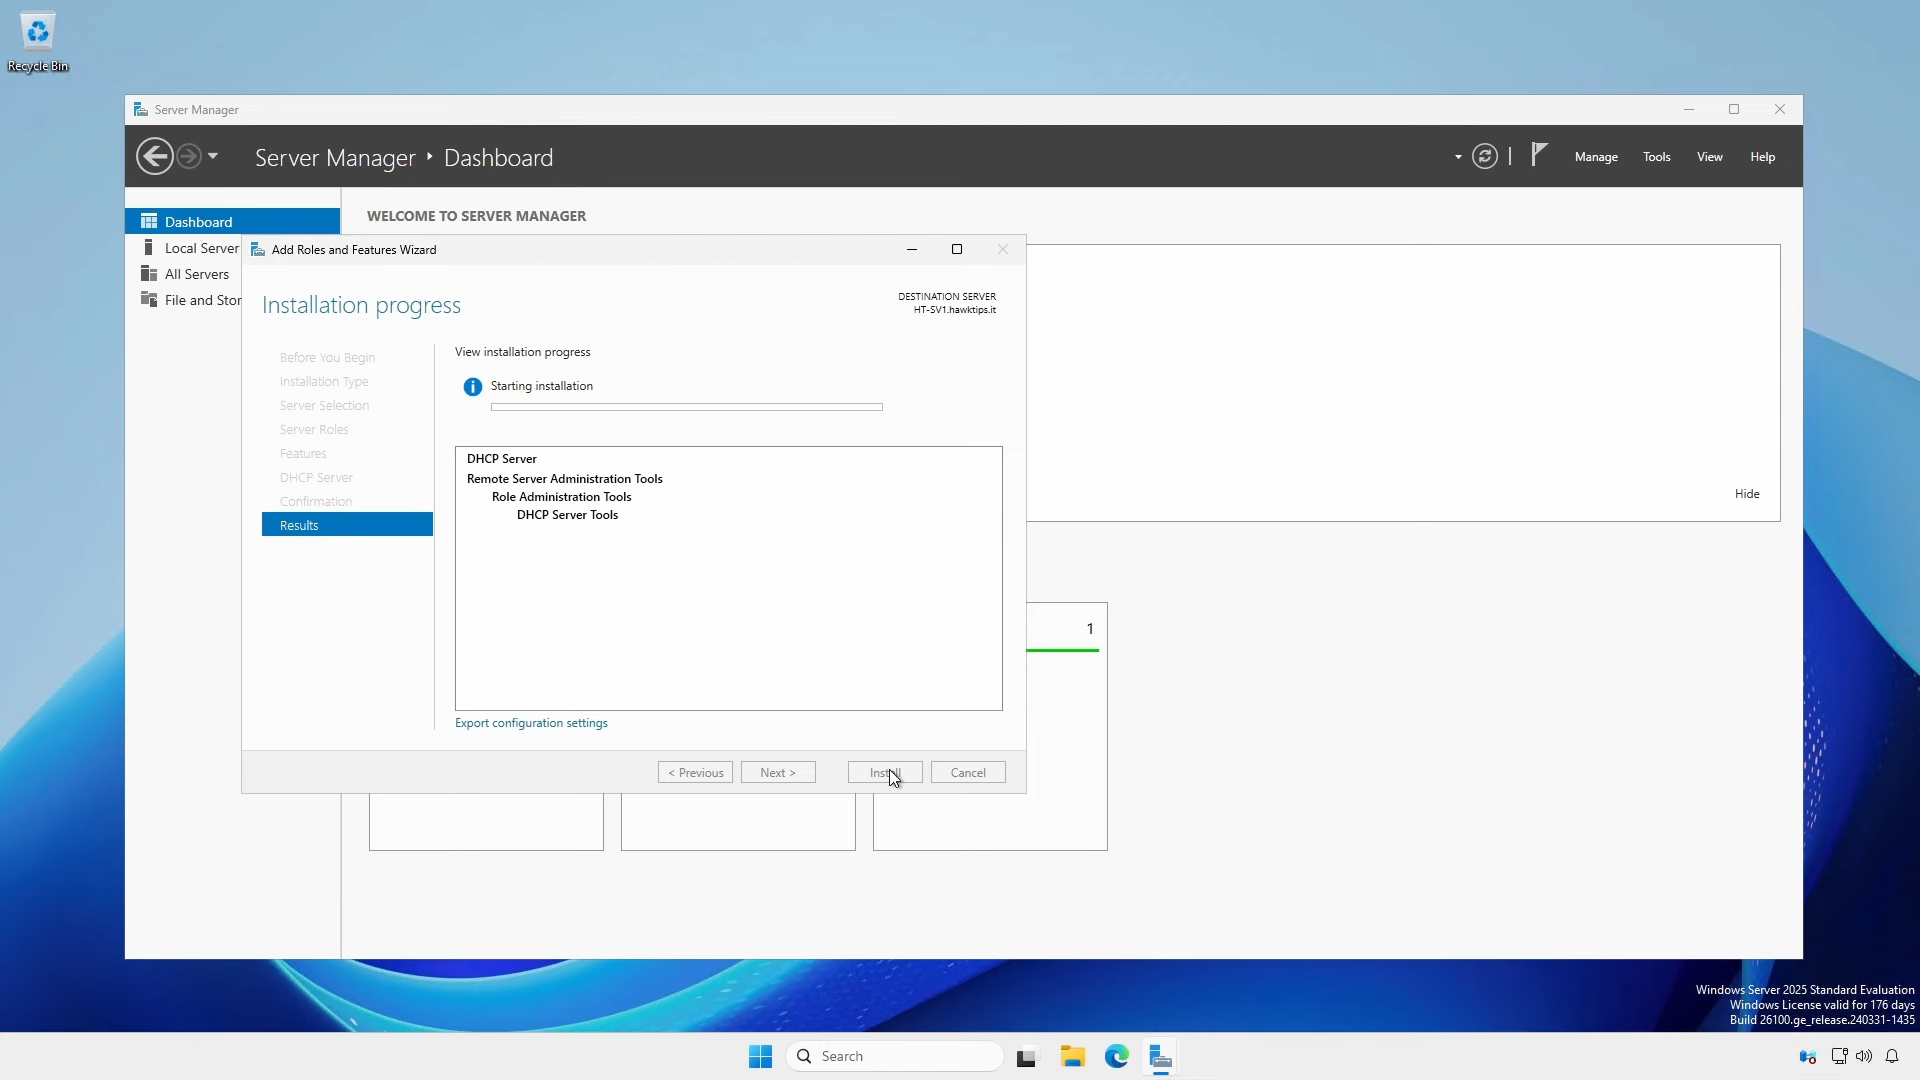 Recycle Bin
Server Manager
Server Manager Dashboard
Manage
Tools
View
Help
Dashboard
Local Server
All Servers
File and Stor
WELCOME TO SERVER MANAGER
Add Roles and Features Wizard
Installation progress
DESTINATION SERVER
HT-SV1.hawktips.it
Before You Begin
Installation Type
Server Selection
Server Roles
Features
DHCP Server
Confirmation
Results
View installation progress
Starting installation
DHCP Server
Remote Server Administration Tools
Role Administration Tools
DHCP Server Tools
Export configuration settings
< Previous
Next >
Install
Cancel
Hide
1
Windows Server 2025 Standard Evaluation
Windows License valid for 176 days
Build 26100.ge_release.240331-1435
Search